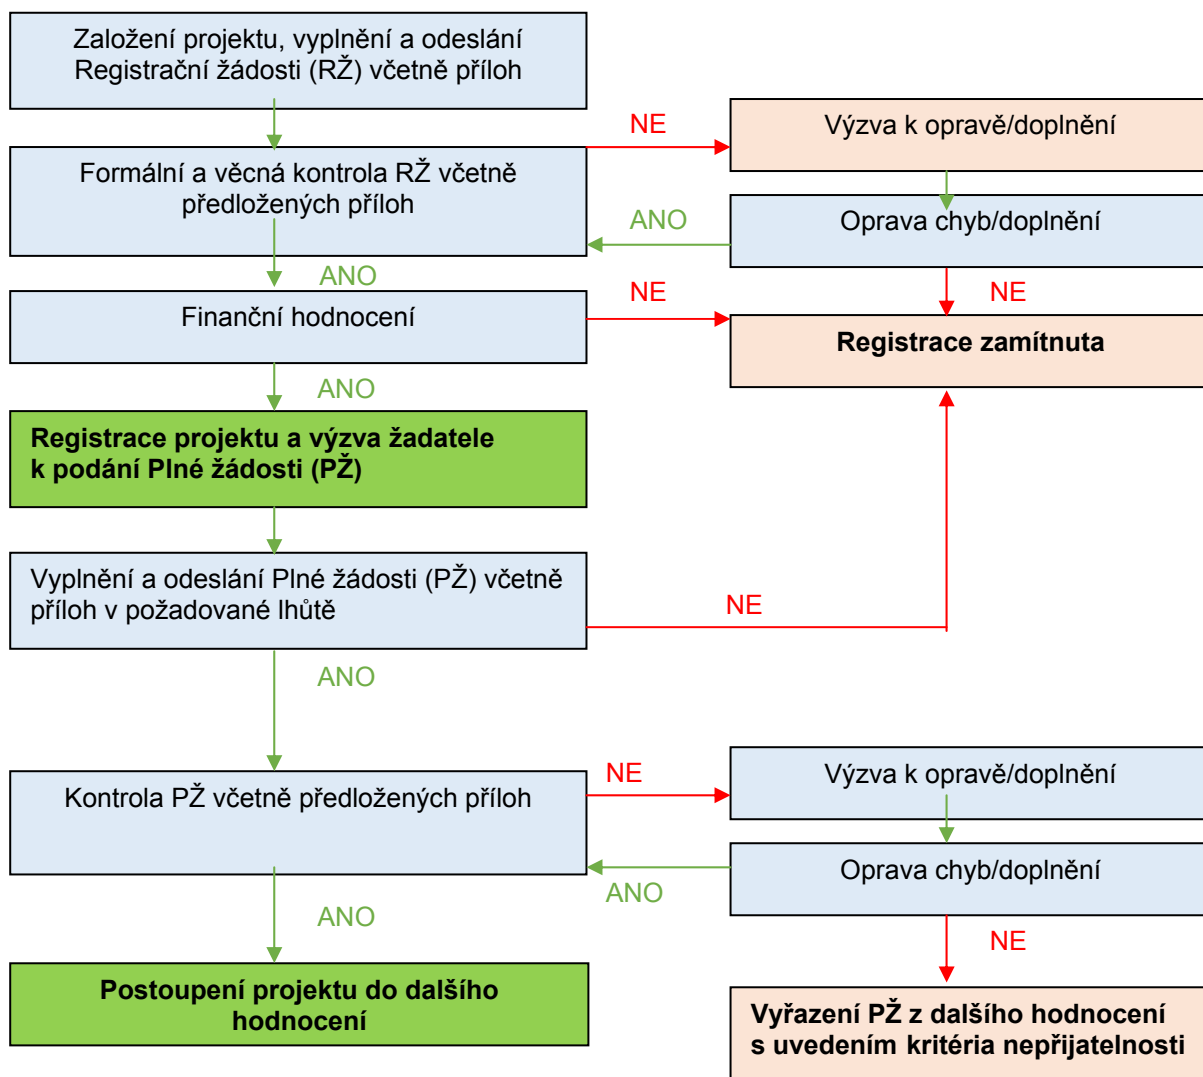 Založení projektu, vyplnění a odeslání
Registrační žádosti (RŽ) včetně příloh
NE
Výzva k opravě/doplnění
Formální a věcná kontrola RŽ včetně
předložených příloh
ANO
Oprava chyb/doplnění
ANO
NE
NE
Finanční hodnocení
Registrace zamítnuta
ANO
Registrace projektu a výzva žadatele
k podání Plné žádosti (PŽ)
Vyplnění a odeslání Plné žádosti (PŽ) včetně
příloh v požadované lhůtě
NE
ANO
NE
Výzva k opravě/doplnění
Kontrola PŽ včetně předložených příloh
Oprava chyb/doplnění
ANO
ANO
NE
Postoupení projektu do dalšího
hodnocení
Vyřazení PŽ z dalšího hodnocení
s uvedením kritéria nepřijatelnosti